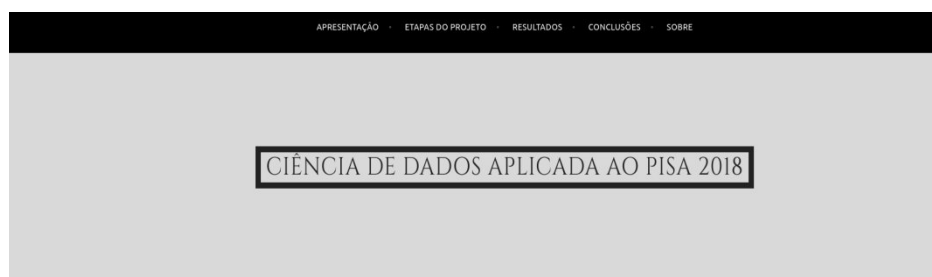 APRESENTAÇÃO · ETAPAS DO PROJETO · RESULTADOS · CONCLUSÕES · SOBRE
CIÊNCIA DE DADOS APLICADA AO PISA 2018